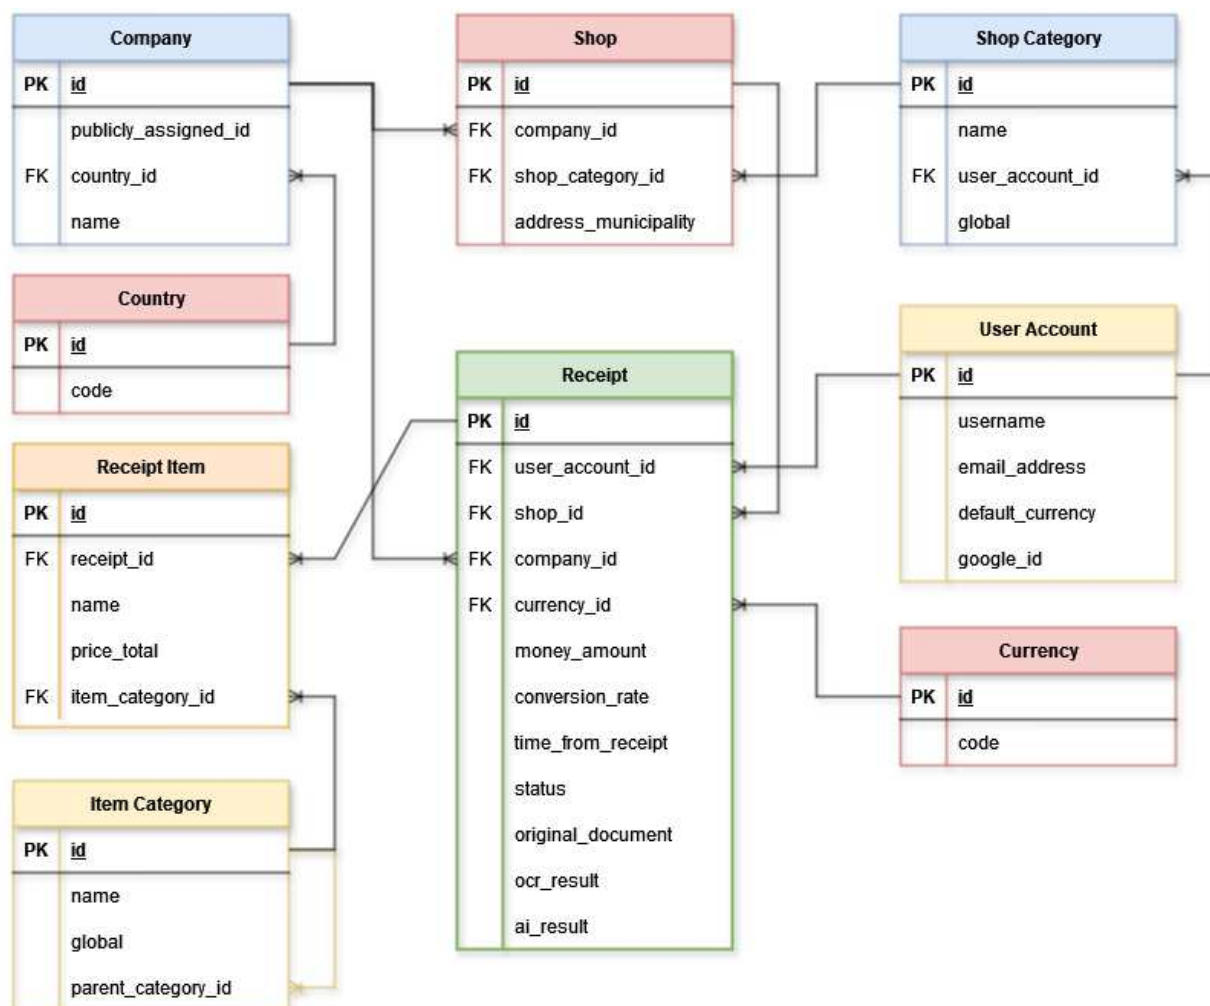 Company
PK id
publicly_assigned_id
FK country_id
name
Shop
PK id
FK company_id
FK shop_category_id
address_municipality
Shop Category
PK id
name
FK user_account_id
global
Country
PK id
code
Receipt
PK id
FK user_account_id
FK shop_id
FK company_id
FK currency_id
money_amount
conversion_rate
time_from_receipt
status
original_document
ocr_result
ai_result
User Account
PK id
username
email_address
default_currency
google_id
Receipt Item
PK id
FK receipt_id
name
price_total
FK item_category_id
Currency
PK id
code
Item Category
PK id
name
global
parent_category_id